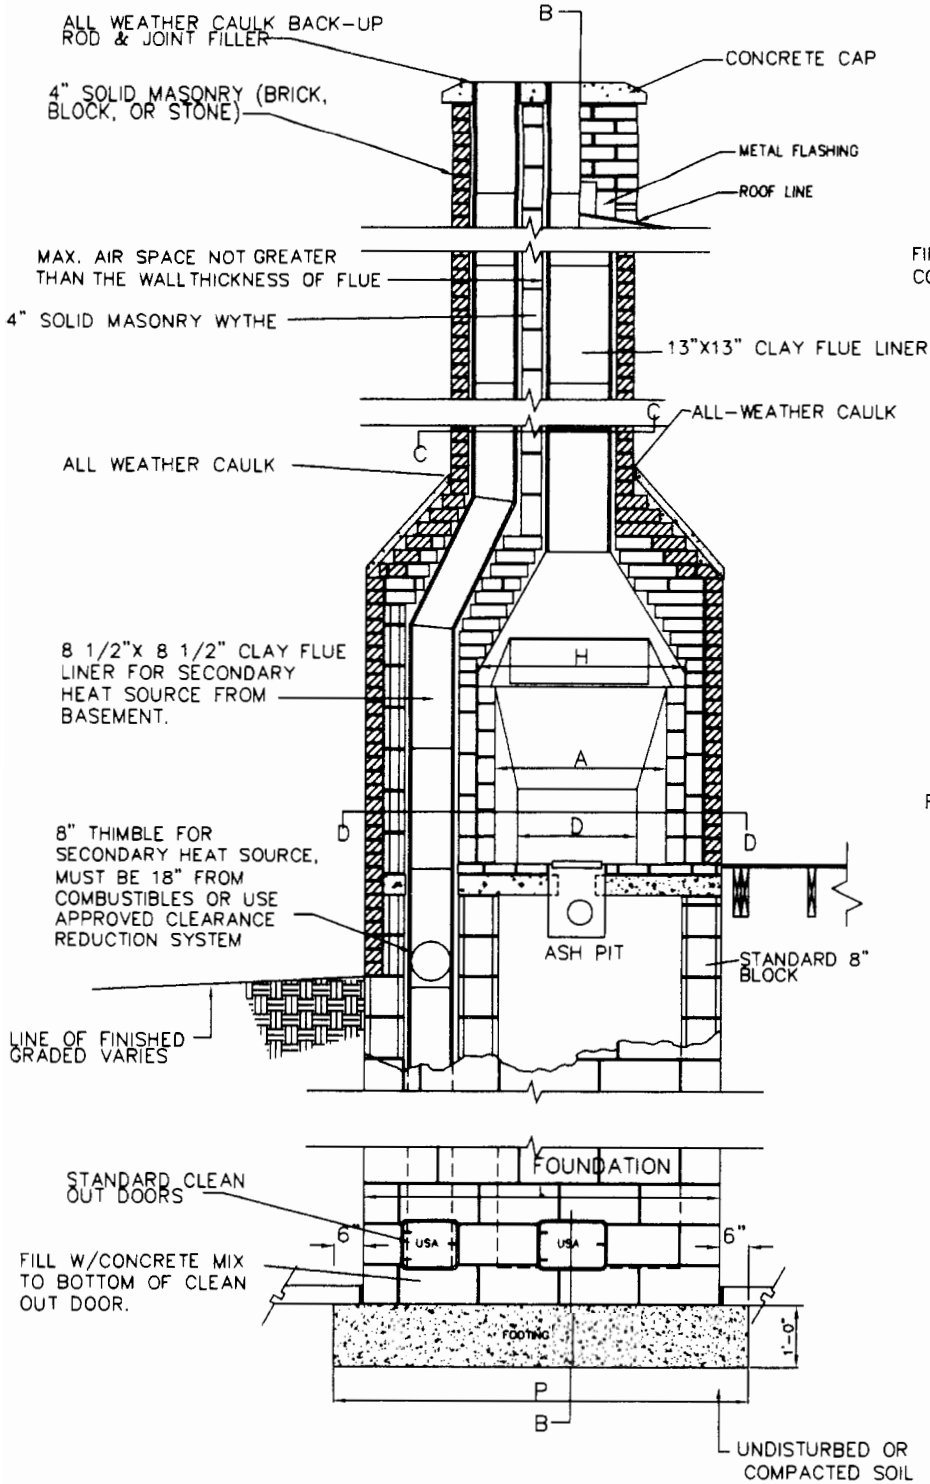 B
ALL WEATHER CAULK BACK-UP
ROD & JOINT FILLER
CONCRETE CAP
4" SOLID MASONRY (BRICK,
BLOCK, OR STONE)
METAL FLASHING
ROOF LINE
MAX. AIR SPACE NOT GREATER
THAN THE WALL THICKNESS OF FLUE
4" SOLID MASONRY WYTHE
13"X13" CLAY FLUE LINER
C
C
ALL-WEATHER CAULK
ALL WEATHER CAULK
8 1/2"X 8 1/2" CLAY FLUE
LINER FOR SECONDARY
HEAT SOURCE FROM
BASEMENT.
H
A
D
D
D
8" THIMBLE FOR
SECONDARY HEAT SOURCE,
MUST BE 18" FROM
COMBUSTIBLES OR USE
APPROVED CLEARANCE
REDUCTION SYSTEM
ASH PIT
STANDARD 8"
BLOCK
LINE OF FINISHED
GRADED VARIES
FOUNDATION
STANDARD CLEAN
OUT DOORS
6"
USA
USA
6"
FILL W/CONCRETE MIX
TO BOTTOM OF CLEAN
OUT DOOR.
FOOTING
1'-0"
P
B
UNDISTURBED OR
COMPACTED SOIL